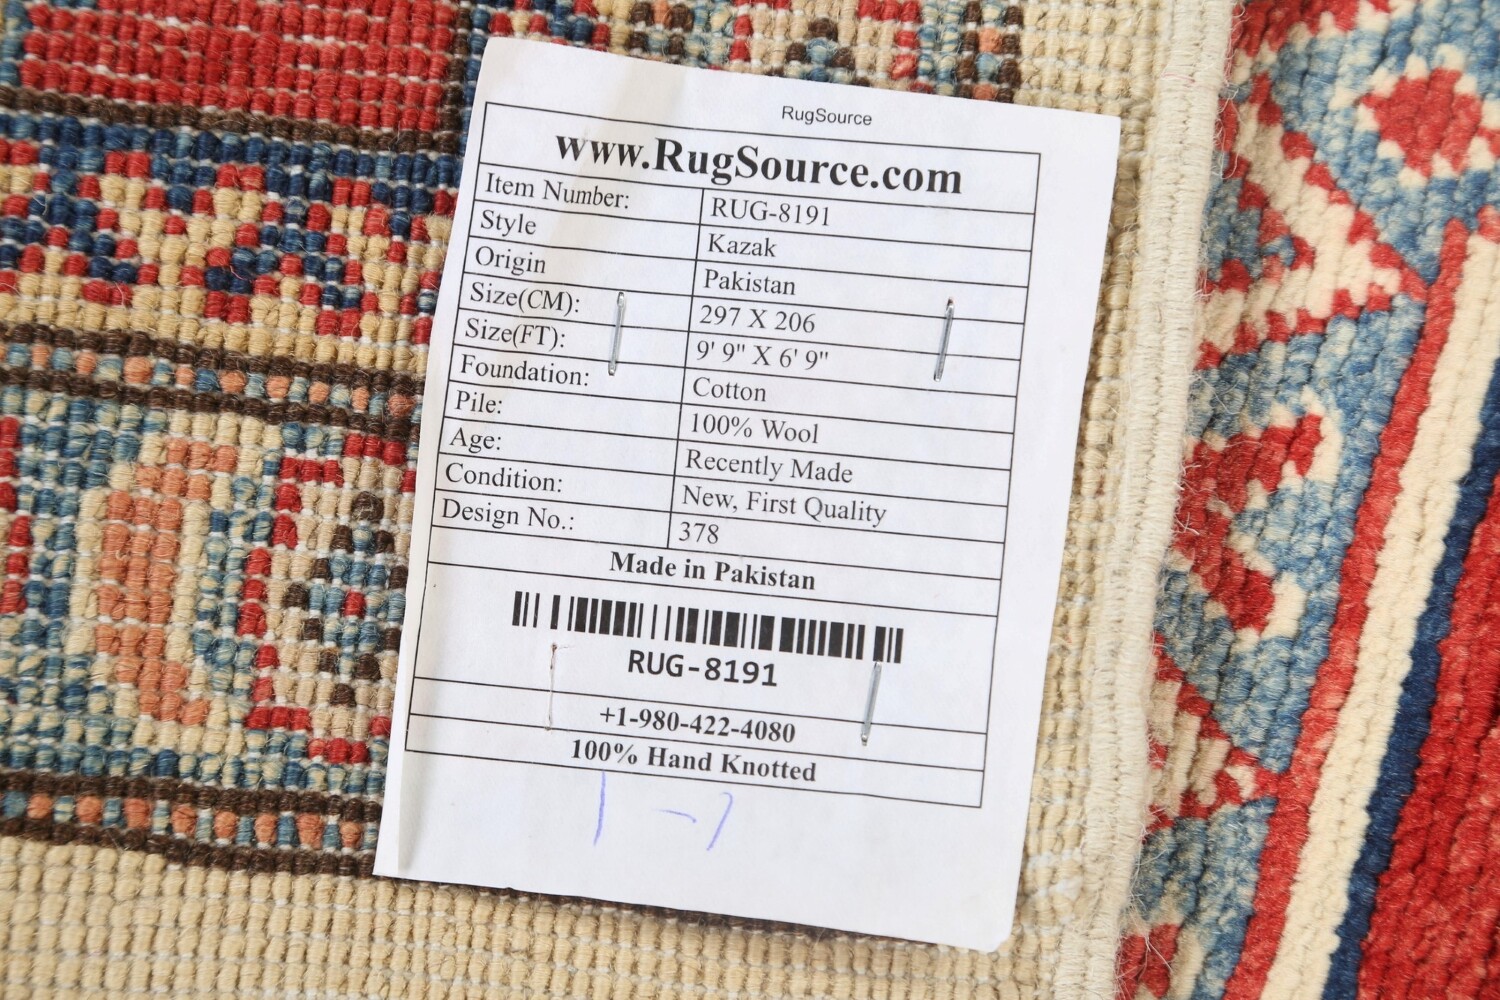 RugSource
www.RugSource.com
Item Number: RUG-8191
Style Kazak
Origin Pakistan
Size(CM): 297 X 206
Size(FT): 9' 9" X 6' 9"
Foundation: Cotton
Pile: 100% Wool
Age: Recently Made
Condition: New, First Quality
Design No.: 378
Made in Pakistan
RUG-8191
+1-980-422-4080
100% Hand Knotted